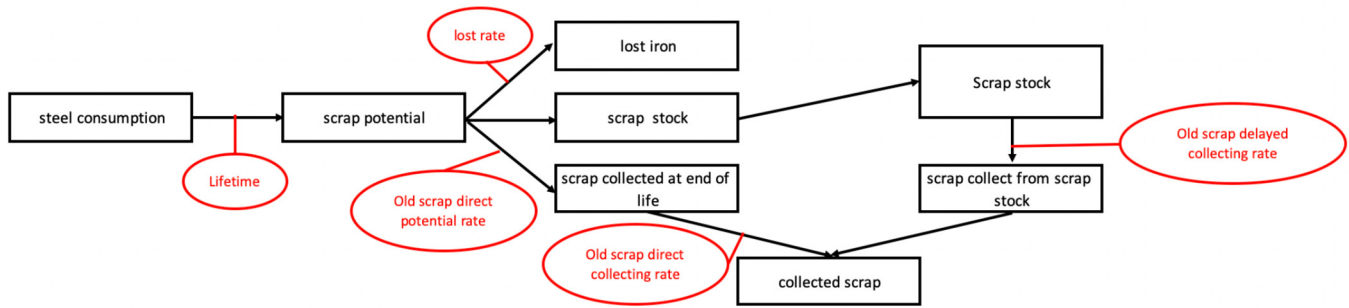 lost rate
lost iron
Scrap stock
steel consumption
scrap potential
scrap stock
Old scrap delayed
collecting rate
Lifetime
scrap collected at end of
life
scrap collect from scrap
stock
Old scrap direct
potential rate
Old scrap direct
collecting rate
collected scrap